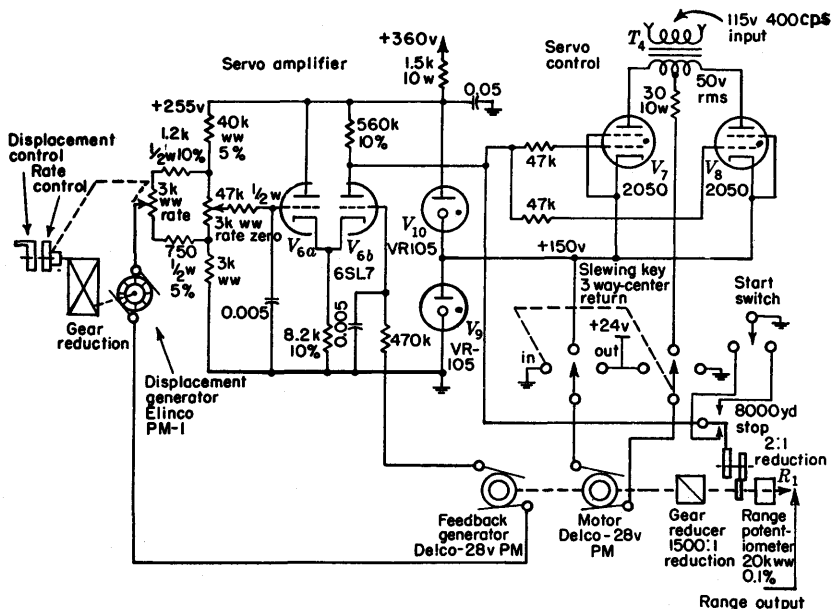 115v 400cps
input
T4
+360v
1.5k
10w
Servo amplifier
Servo
control
50v
rms
30
10w
0.05
+255v
40k
ww
5%
560k
10%
Displacement
control
Rate
control
1.2k
1/2w 10%
3k
ww
rate
47k
1/2w
3k ww
rate zero
V6a
V6b
6SL7
47k
47k
V7
2050
V8
2050
V10
VR105
+150v
750
1/2w
5%
3k
ww
0.005
8.2k
10%
0.005
470k
V9
VR-
105
Slewing key
3 way-center
return
+24v
in
out
Start
switch
Gear
reduction
Displacement
generator
Elinco
PM-1
8000yd
stop
2:1
reduction
R1
Feedback
generator
Delco-28v PM
Motor
Delco-28v
PM
Gear
reducer
1500:1
reduction
Range
potent-
iometer
20kww
0.1%
Range output